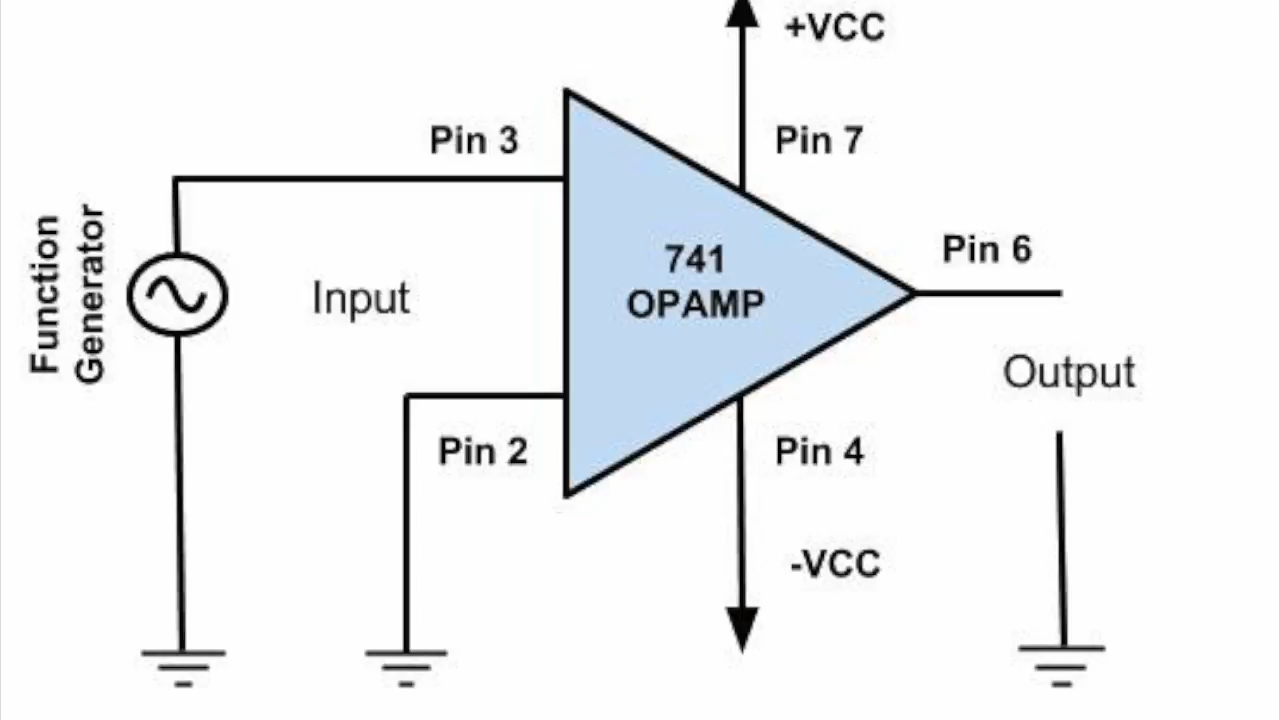 +VCC
Pin 3
Pin 7
Function
Generator
741
OPAMP
Pin 6
Input
Output
Pin 2
Pin 4
-VCC